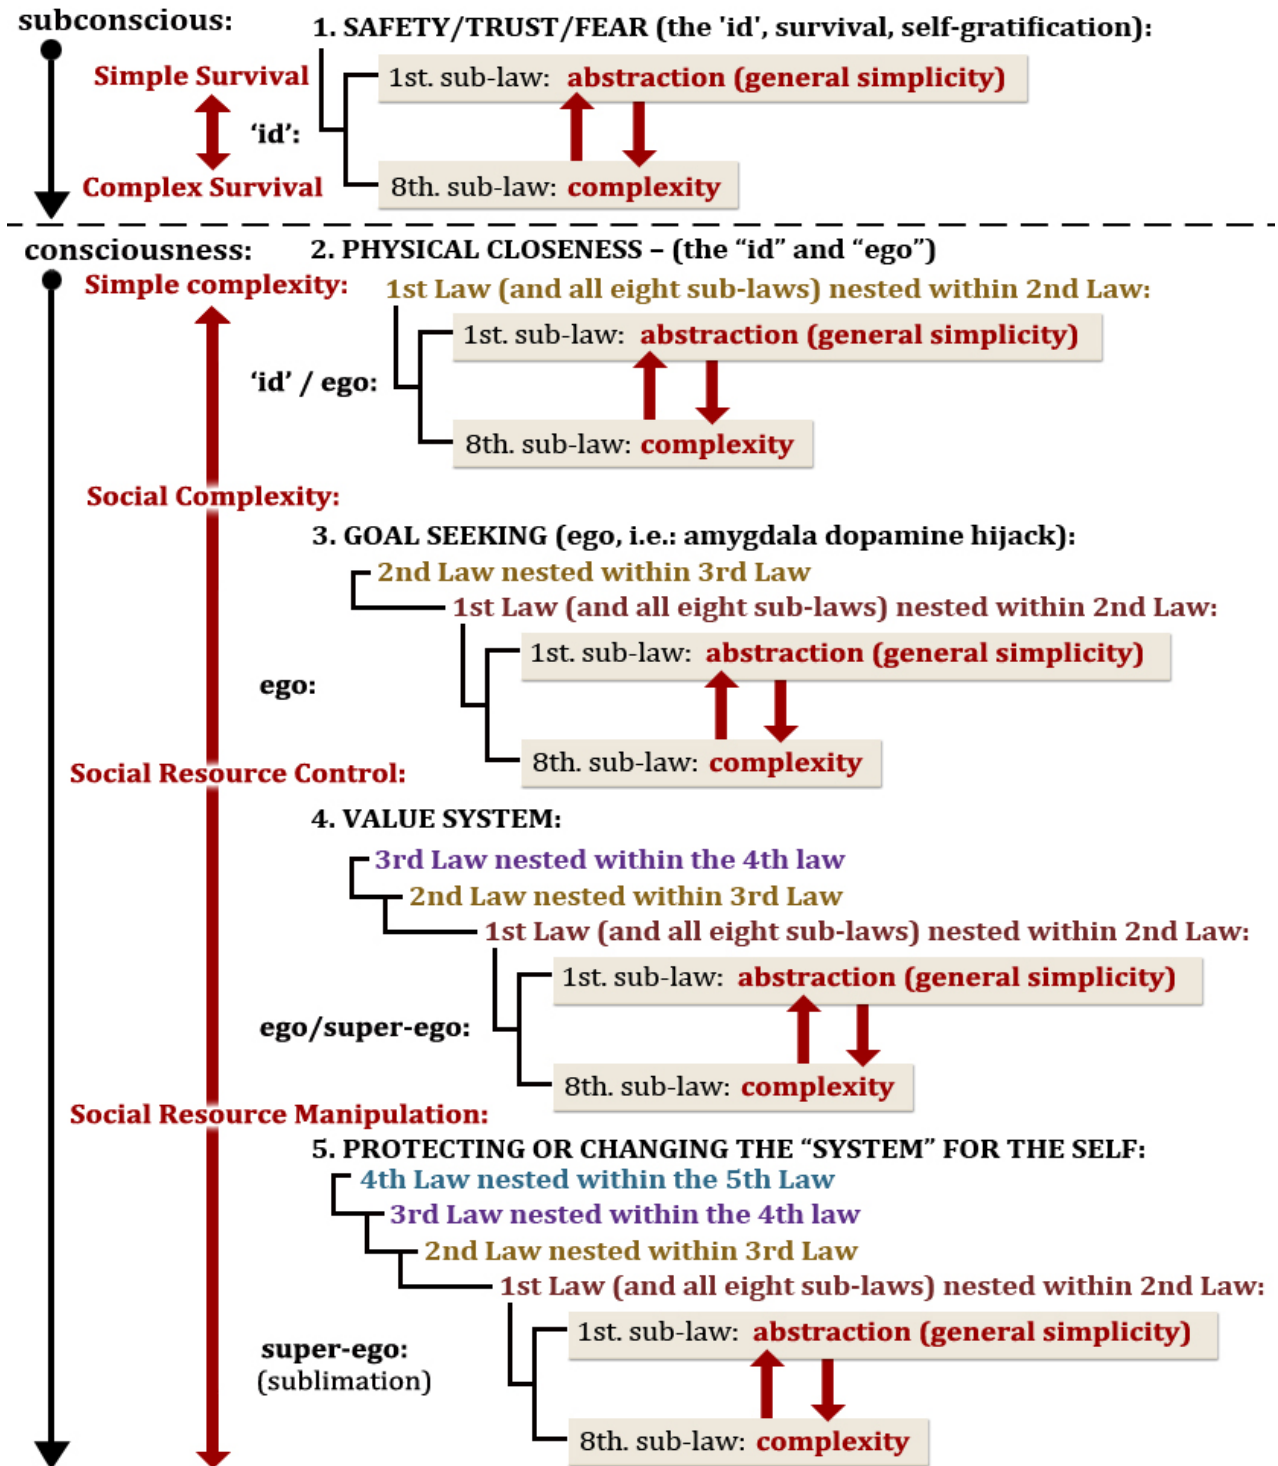 subconscious:
1. SAFETY/TRUST/FEAR (the 'id', survival, self-gratification):
Simple Survival
1st. sub-law: abstraction (general simplicity)
‘id’:
Complex Survival
8th. sub-law: complexity
consciousness:
2. PHYSICAL CLOSENESS – (the “id” and “ego”)
Simple complexity:
1st Law (and all eight sub-laws) nested within 2nd Law:
1st. sub-law: abstraction (general simplicity)
‘id’ / ego:
8th. sub-law: complexity
Social Complexity:
3. GOAL SEEKING (ego, i.e.: amygdala dopamine hijack):
2nd Law nested within 3rd Law
1st Law (and all eight sub-laws) nested within 2nd Law:
1st. sub-law: abstraction (general simplicity)
ego:
8th. sub-law: complexity
Social Resource Control:
4. VALUE SYSTEM:
3rd Law nested within the 4th law
2nd Law nested within 3rd Law
1st Law (and all eight sub-laws) nested within 2nd Law:
1st. sub-law: abstraction (general simplicity)
ego/super-ego:
8th. sub-law: complexity
Social Resource Manipulation:
5. PROTECTING OR CHANGING THE “SYSTEM” FOR THE SELF:
4th Law nested within the 5th Law
3rd Law nested within the 4th law
2nd Law nested within 3rd Law
1st Law (and all eight sub-laws) nested within 2nd Law:
1st. sub-law: abstraction (general simplicity)
super-ego:
(sublimation)
8th. sub-law: complexity